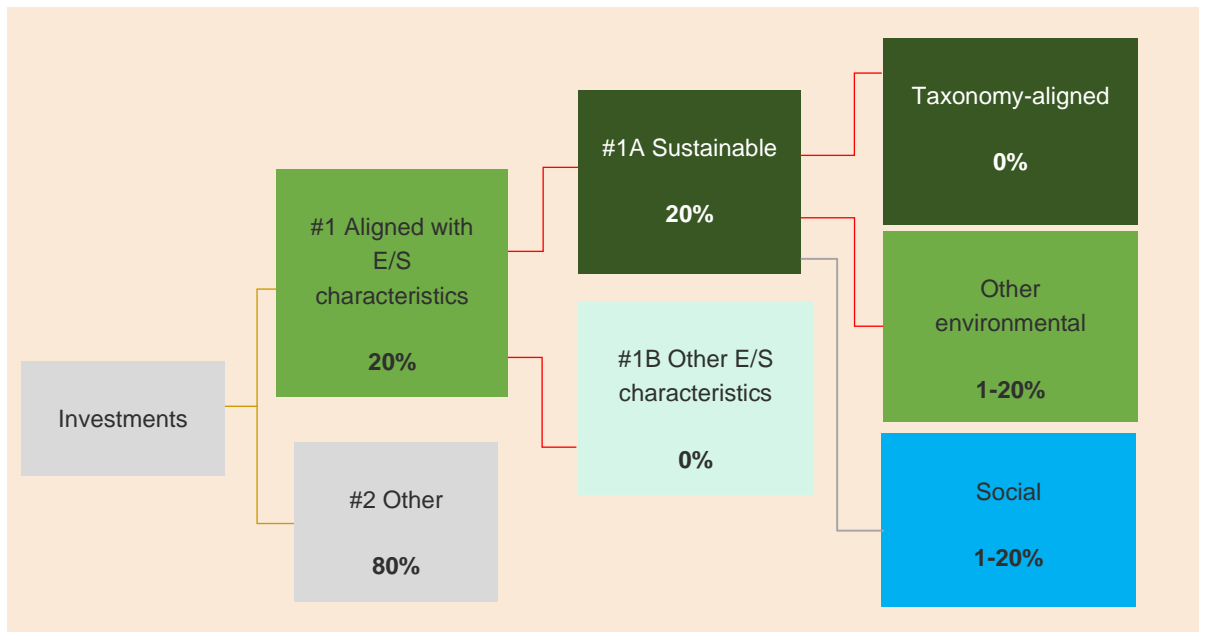 Investments
#1 Aligned with
E/S
characteristics
20%
#2 Other
80%
#1A Sustainable
20%
#1B Other E/S
characteristics
0%
Taxonomy-aligned
0%
Other
environmental
1-20%
Social
1-20%